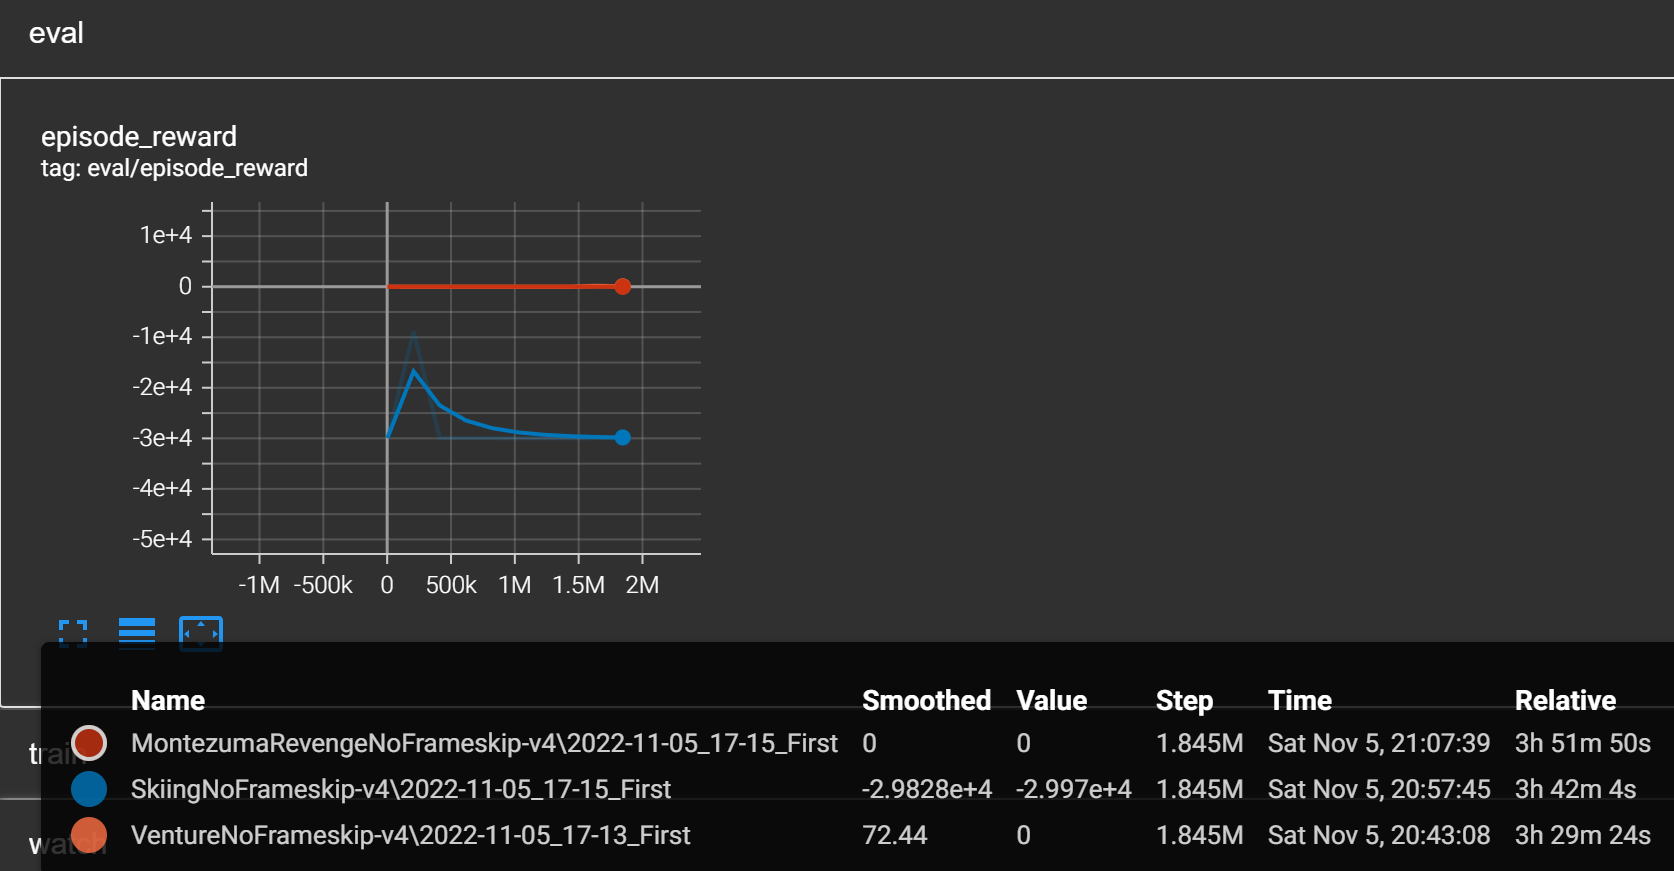 eval
episode_reward
tag: eval/episode_reward
1e+4
0
-1e+4
-2e+4
-3e+4
-4e+4
-5e+4
-1M -500k 0 500k 1M 1.5M 2M
Name Smoothed Value Step Time Relative
train
MontezumaRevengeNoFrameskip-v4\2022-11-05_17-15_First 0 0 1.845M Sat Nov 5, 21:07:39 3h 51m 50s
SkiingNoFrameskip-v4\2022-11-05_17-15_First -2.9828e+4 -2.997e+4 1.845M Sat Nov 5, 20:57:45 3h 42m 4s
watch
VentureNoFrameskip-v4\2022-11-05_17-13_First 72.44 0 1.845M Sat Nov 5, 20:43:08 3h 29m 24s